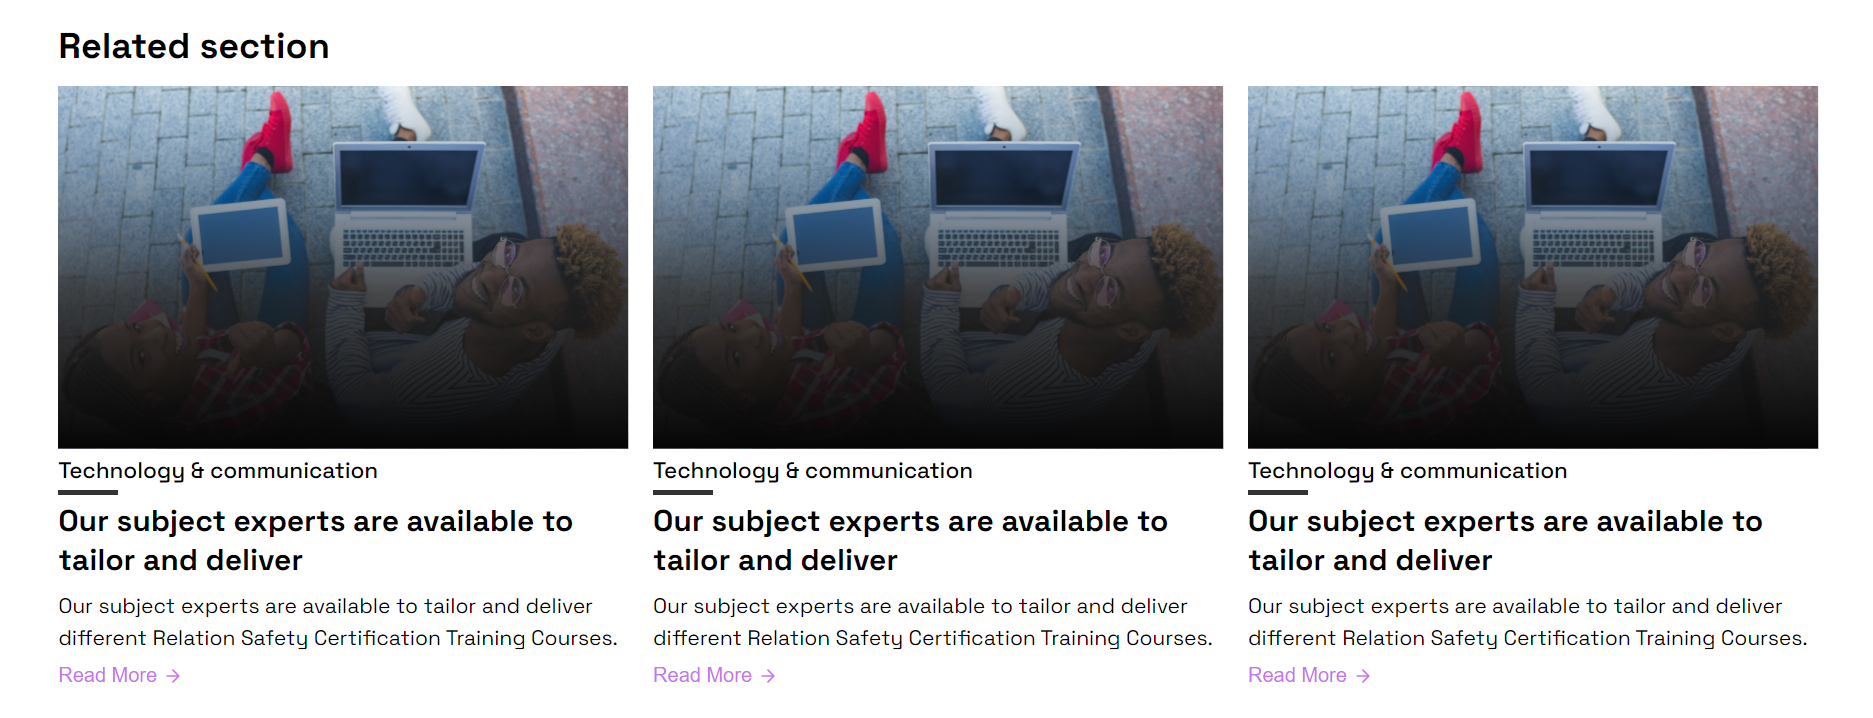 Related section
Technology & communication
Our subject experts are available to
tailor and deliver
Our subject experts are available to tailor and deliver
different Relation Safety Certification Training Courses.
Read More →
Technology & communication
Our subject experts are available to
tailor and deliver
Our subject experts are available to tailor and deliver
different Relation Safety Certification Training Courses.
Read More →
Technology & communication
Our subject experts are available to
tailor and deliver
Our subject experts are available to tailor and deliver
different Relation Safety Certification Training Courses.
Read More →